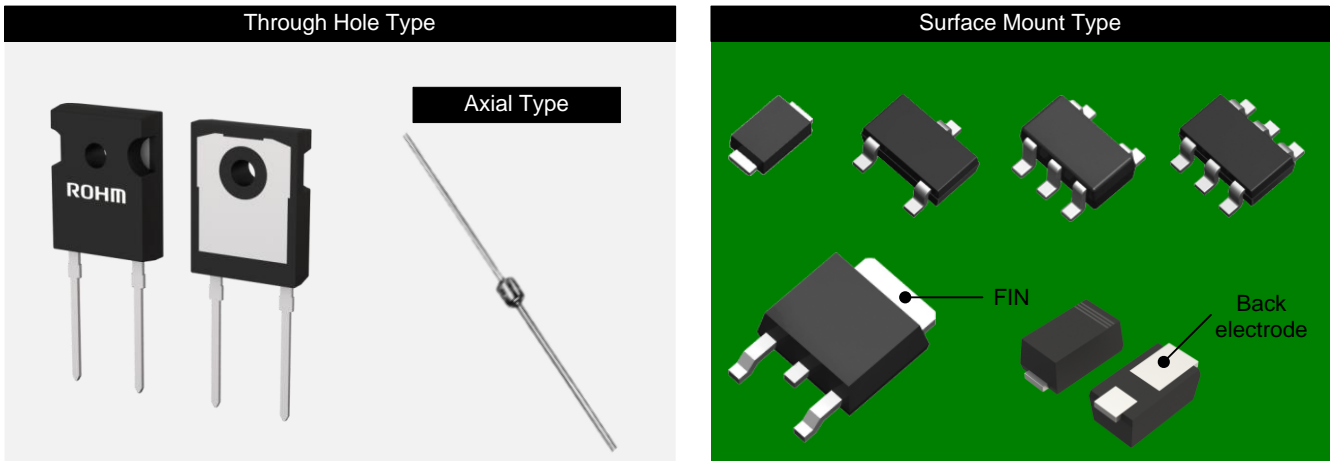 Through Hole Type
Axial Type
ROHM
Surface Mount Type
FIN
Back
electrode